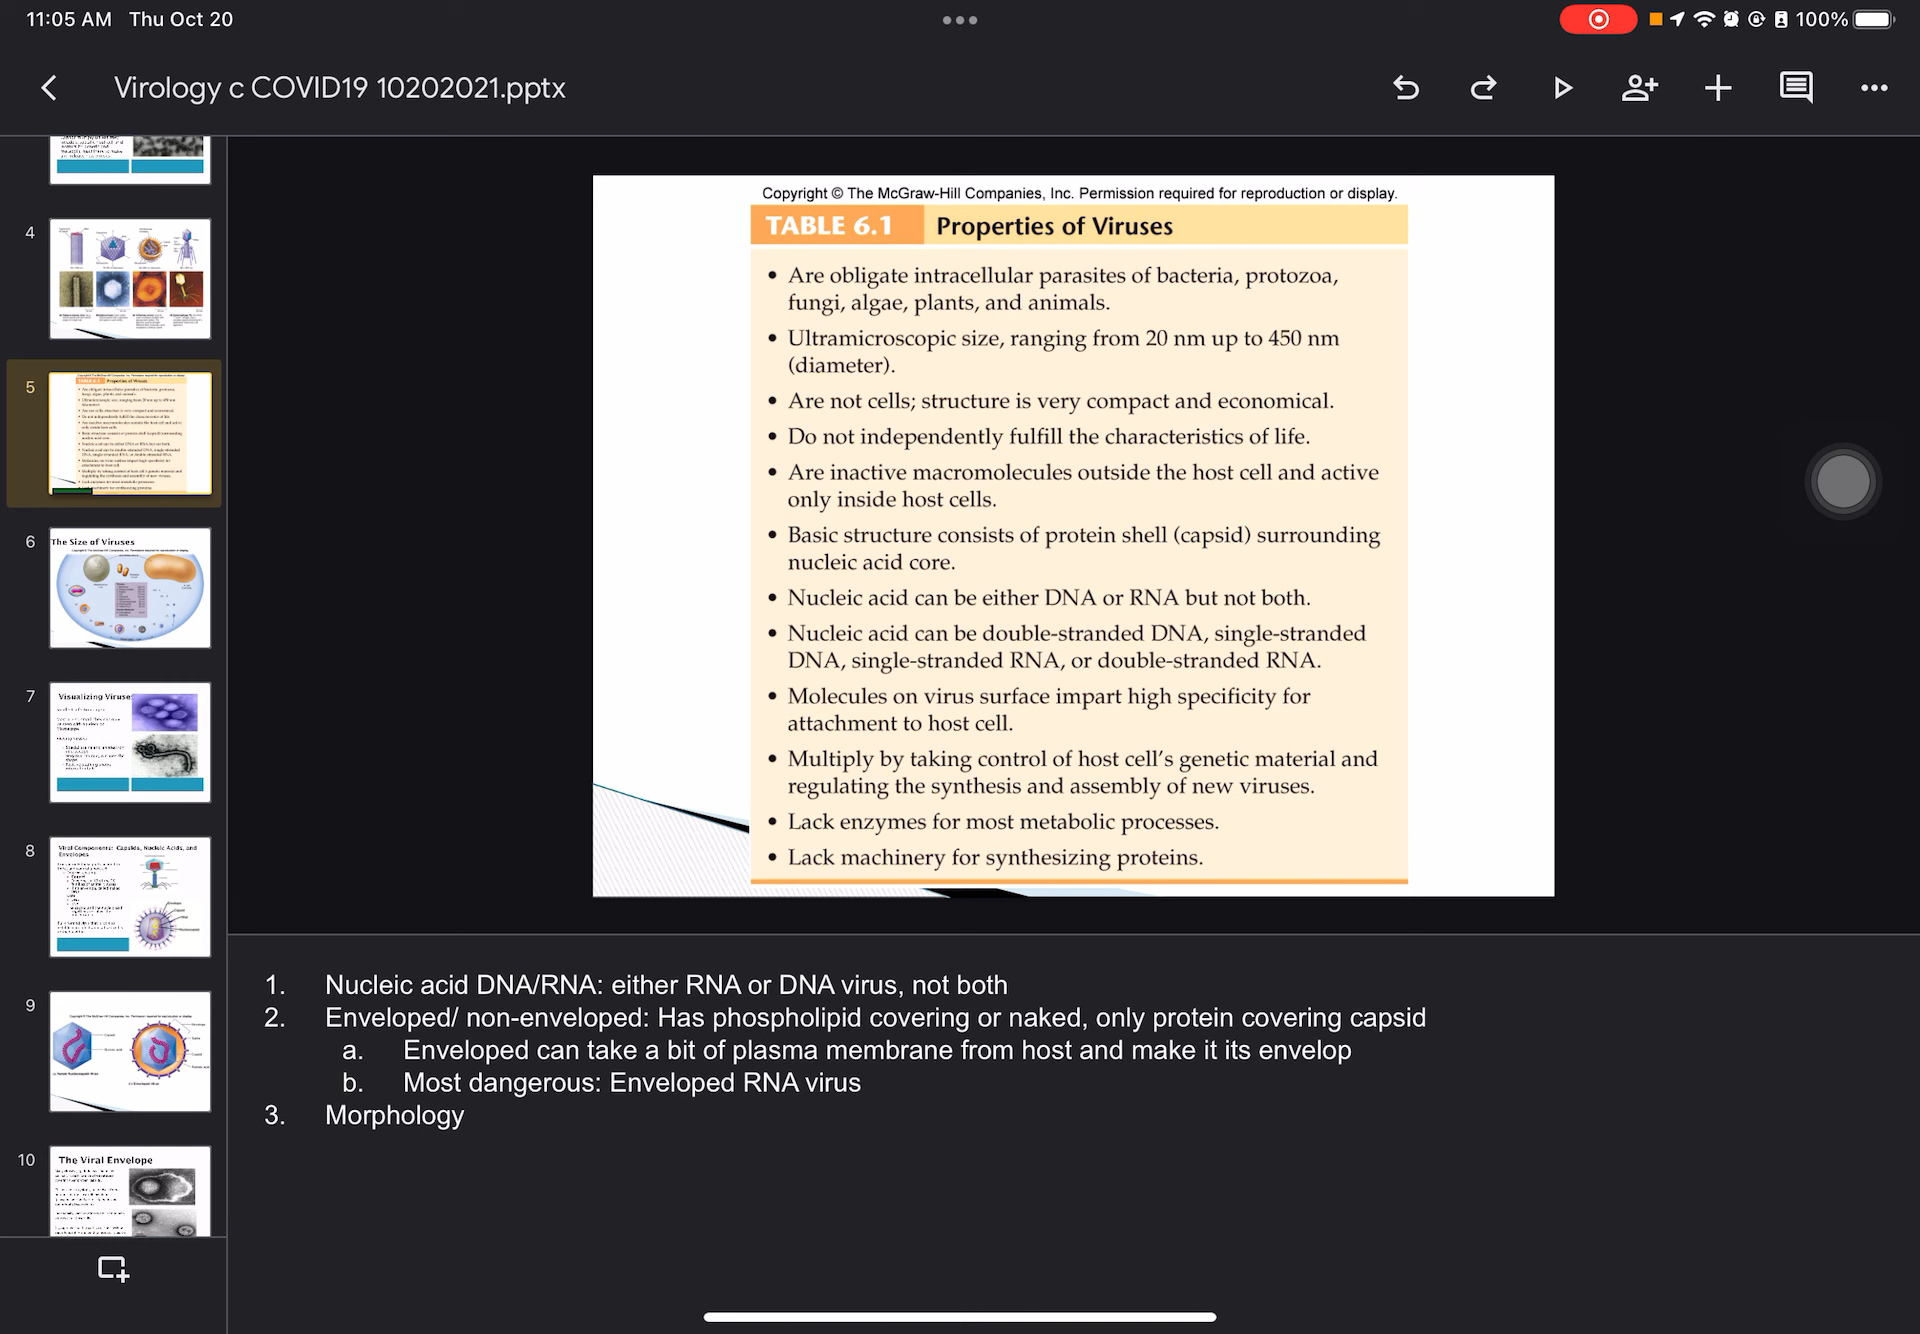 11:05 AM Thu Oct 20
100%
Virology c COVID19 10202021.pptx
4
5
6
The Size of Viruses
7
Visualizing Viruses
8
Viral Components: Capsids, Nucleic Acids, and
Envelopes
9
10
The Viral Envelope
Copyright © The McGraw-Hill Companies, Inc. Permission required for reproduction or display.
TABLE 6.1 Properties of Viruses
• Are obligate intracellular parasites of bacteria, protozoa,
fungi, algae, plants, and animals.
• Ultramicroscopic size, ranging from 20 nm up to 450 nm
(diameter).
• Are not cells; structure is very compact and economical.
• Do not independently fulfill the characteristics of life.
• Are inactive macromolecules outside the host cell and active
only inside host cells.
• Basic structure consists of protein shell (capsid) surrounding
nucleic acid core.
• Nucleic acid can be either DNA or RNA but not both.
• Nucleic acid can be double-stranded DNA, single-stranded
DNA, single-stranded RNA, or double-stranded RNA.
• Molecules on virus surface impart high specificity for
attachment to host cell.
• Multiply by taking control of host cell's genetic material and
regulating the synthesis and assembly of new viruses.
• Lack enzymes for most metabolic processes.
• Lack machinery for synthesizing proteins.
1. Nucleic acid DNA/RNA: either RNA or DNA virus, not both
2. Enveloped/ non-enveloped: Has phospholipid covering or naked, only protein covering capsid
a. Enveloped can take a bit of plasma membrane from host and make it its envelop
b. Most dangerous: Enveloped RNA virus
3. Morphology